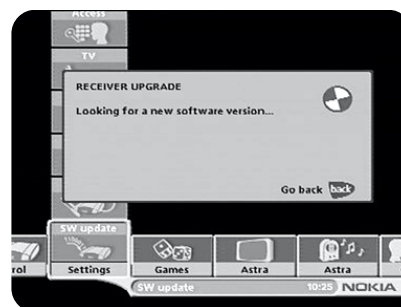 Access
TV
RECEIVER UPGRADE
Looking for a new software version...
Go back back
SW update
rol Settings Games Astra Astra
SW update 10:25 NOKIA